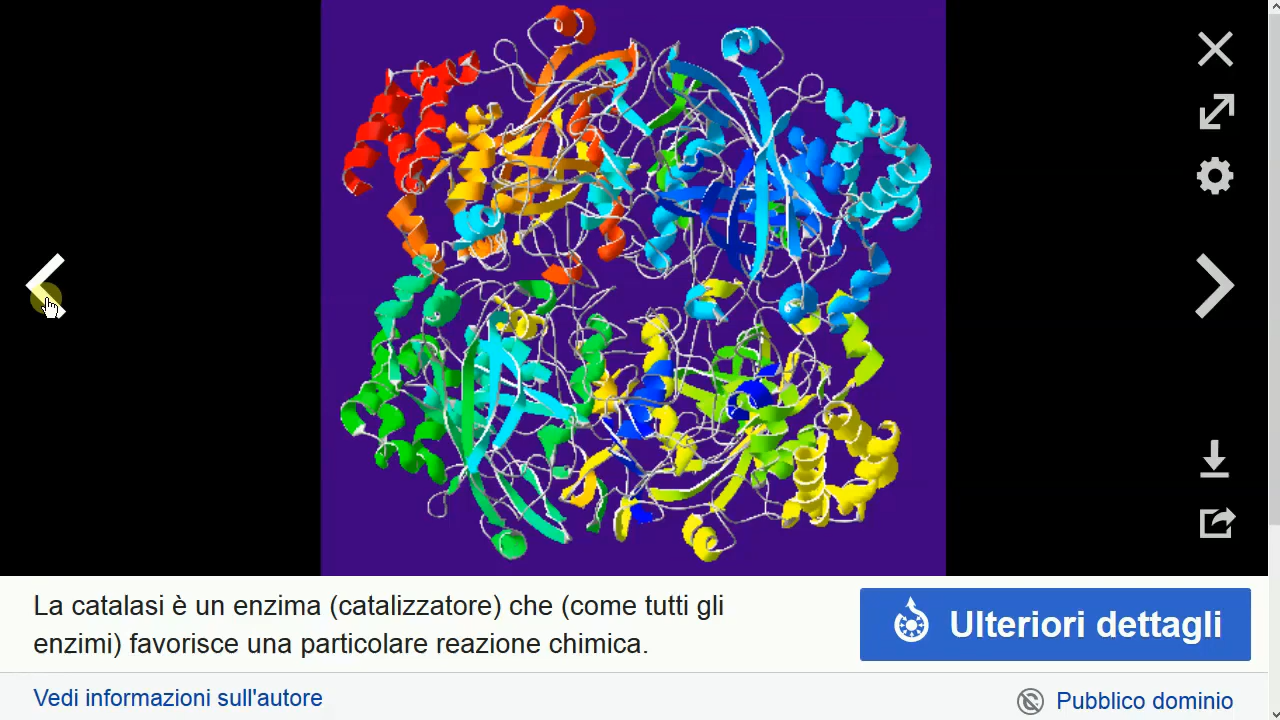 La catalasi è un enzima (catalizzatore) che (come tutti gli
enzimi) favorisce una particolare reazione chimica.
Ulteriori dettagli
Vedi informazioni sull'autore
Pubblico dominio